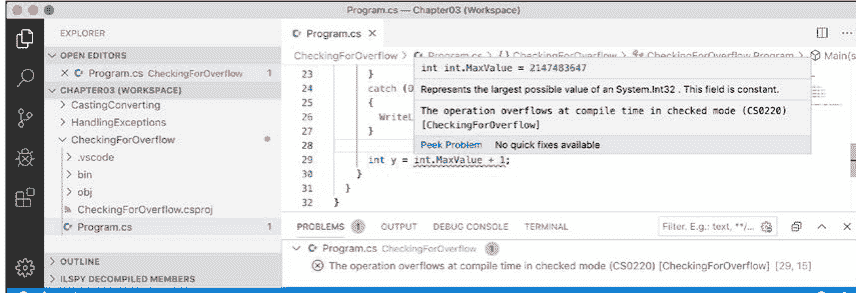 Program.cs — Chapter03 (Workspace)
EXPLORER
OPEN EDITORS
Program.cs CheckingForOverflow 1
CHAPTER03 (WORKSPACE)
CastingConverting
HandlingExceptions
CheckingForOverflow
.vscode
bin
obj
CheckingForOverflow.csproj
Program.cs 1
OUTLINE
ILSPY DECOMPILED MEMBERS
Program.cs
CheckingForOverflow > Program.cs > {} CheckingForOverflow > CheckingForOverflow.Program > Main(s
int int.MaxValue = 2147483647
Represents the largest possible value of an System.Int32 . This field is constant.
The operation overflows at compile time in checked mode (CS0220)
[CheckingForOverflow]
Peek Problem No quick fixes available
23 }
24 catch (O
25 {
26 WriteL
27 }
28
29 int y = int.MaxValue + 1;
30 }
31 }
32 }
PROBLEMS 1 OUTPUT DEBUG CONSOLE TERMINAL Filter. E.g.: text, **/...
Program.cs CheckingForOverflow 1
The operation overflows at compile time in checked mode (CS0220) [CheckingForOverflow] [29, 15]